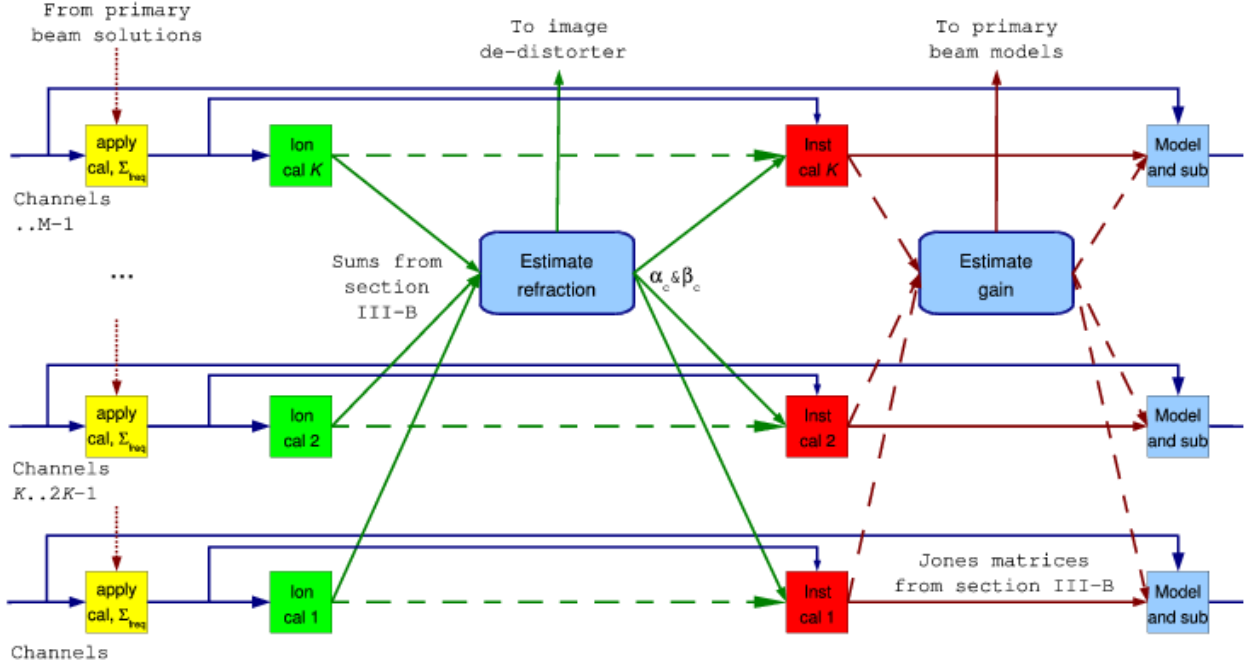 From primary
beam solutions
To image
de-distorter
To primary
beam models
apply
cal, Σfreq
Ion
cal K
Inst
cal K
Model
and sub
Channels
..M-1
...
Sums from
section
III-B
Estimate
refraction
αc&βc
Estimate
gain
apply
cal, Σfreq
Ion
cal 2
Inst
cal 2
Model
and sub
Channels
K..2K-1
apply
cal, Σfreq
Ion
cal 1
Inst
cal 1
Jones matrices
from section III-B
Model
and sub
Channels